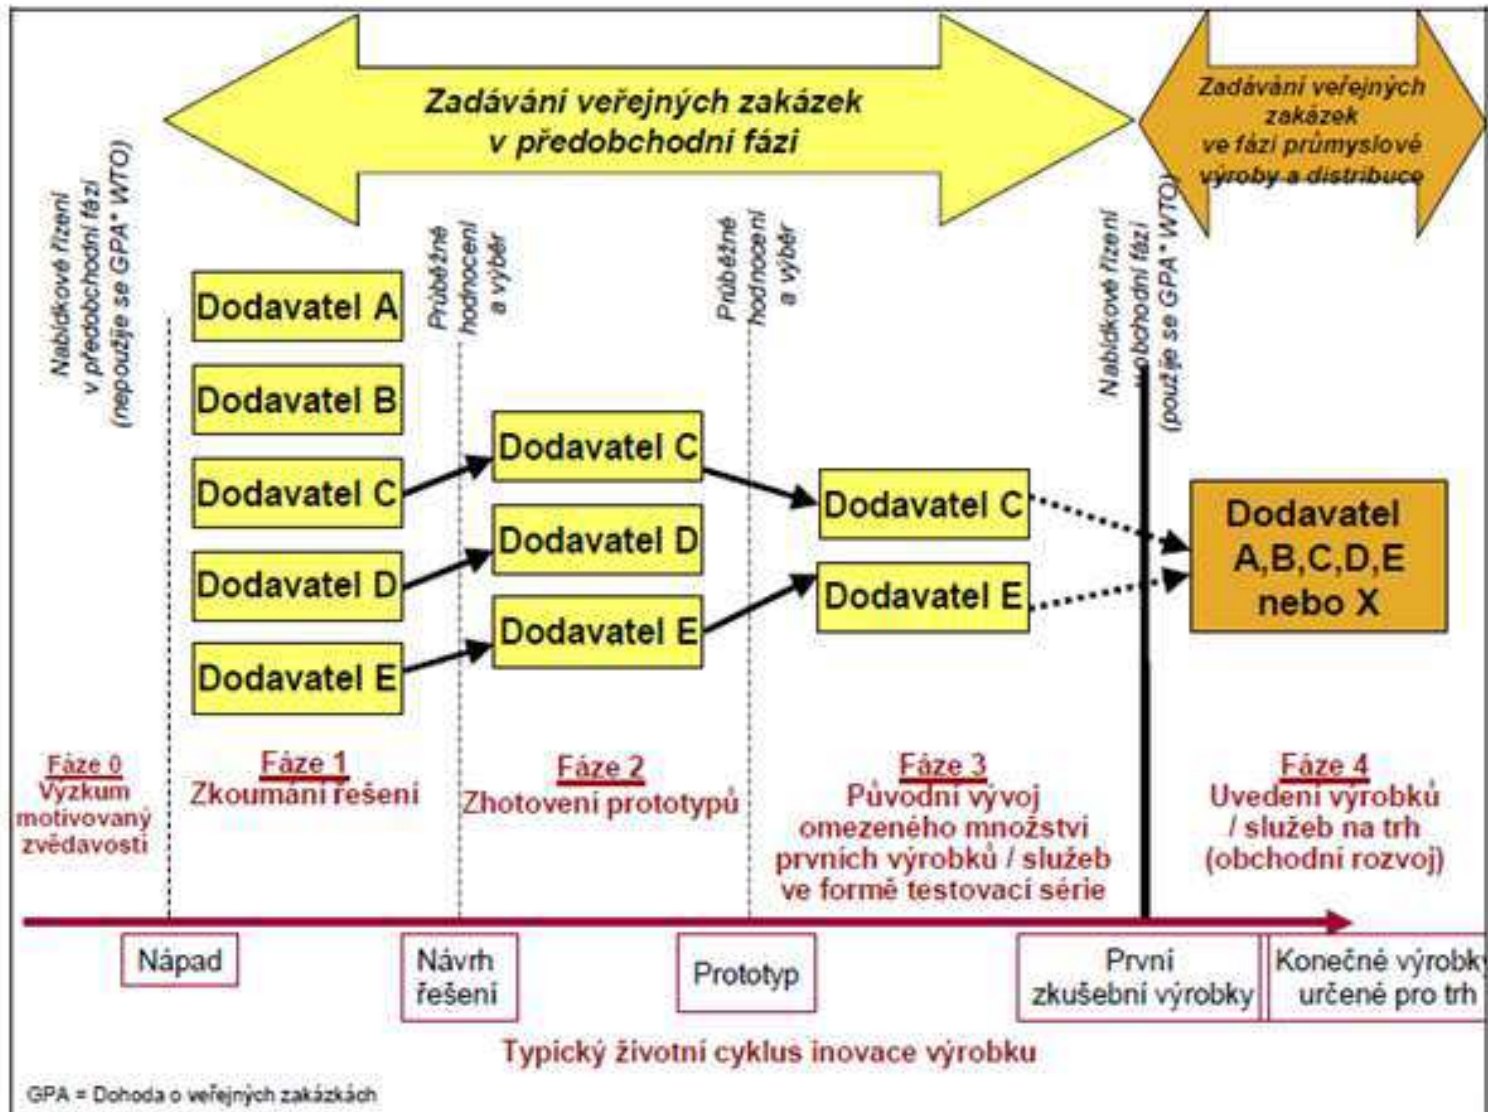 Zadávání veřejných zakázek
v předobchodní fázi
Zadávání veřejných
zakázek
ve fázi průmyslové
výroby a distribuce
Nabídkové řízení
v předobchodní fázi
(nepoužije se GPA* WTO)
Průběžné
hodnocení
a výběr
Průběžné
hodnocení
a výběr
Nabídkové řízení
v obchodní fázi
(použije se GPA* WTO)
Dodavatel A
Dodavatel B
Dodavatel C
Dodavatel D
Dodavatel E
Dodavatel C
Dodavatel D
Dodavatel E
Dodavatel C
Dodavatel E
Dodavatel
A,B,C,D,E
nebo X
Fáze 0
Výzkum
motivovaný
zvědavostí
Fáze 1
Zkoumání řešení
Fáze 2
Zhotovení prototypů
Fáze 3
Původní vývoj
omezeného množství
prvních výrobků / služeb
ve formě testovací série
Fáze 4
Uvedení výrobků
/ služeb na trh
(obchodní rozvoj)
Nápad
Návrh
řešení
Prototyp
První
zkušební výrobky
Konečné výrobky
určené pro trh
Typický životní cyklus inovace výrobku
GPA = Dohoda o veřejných zakázkách